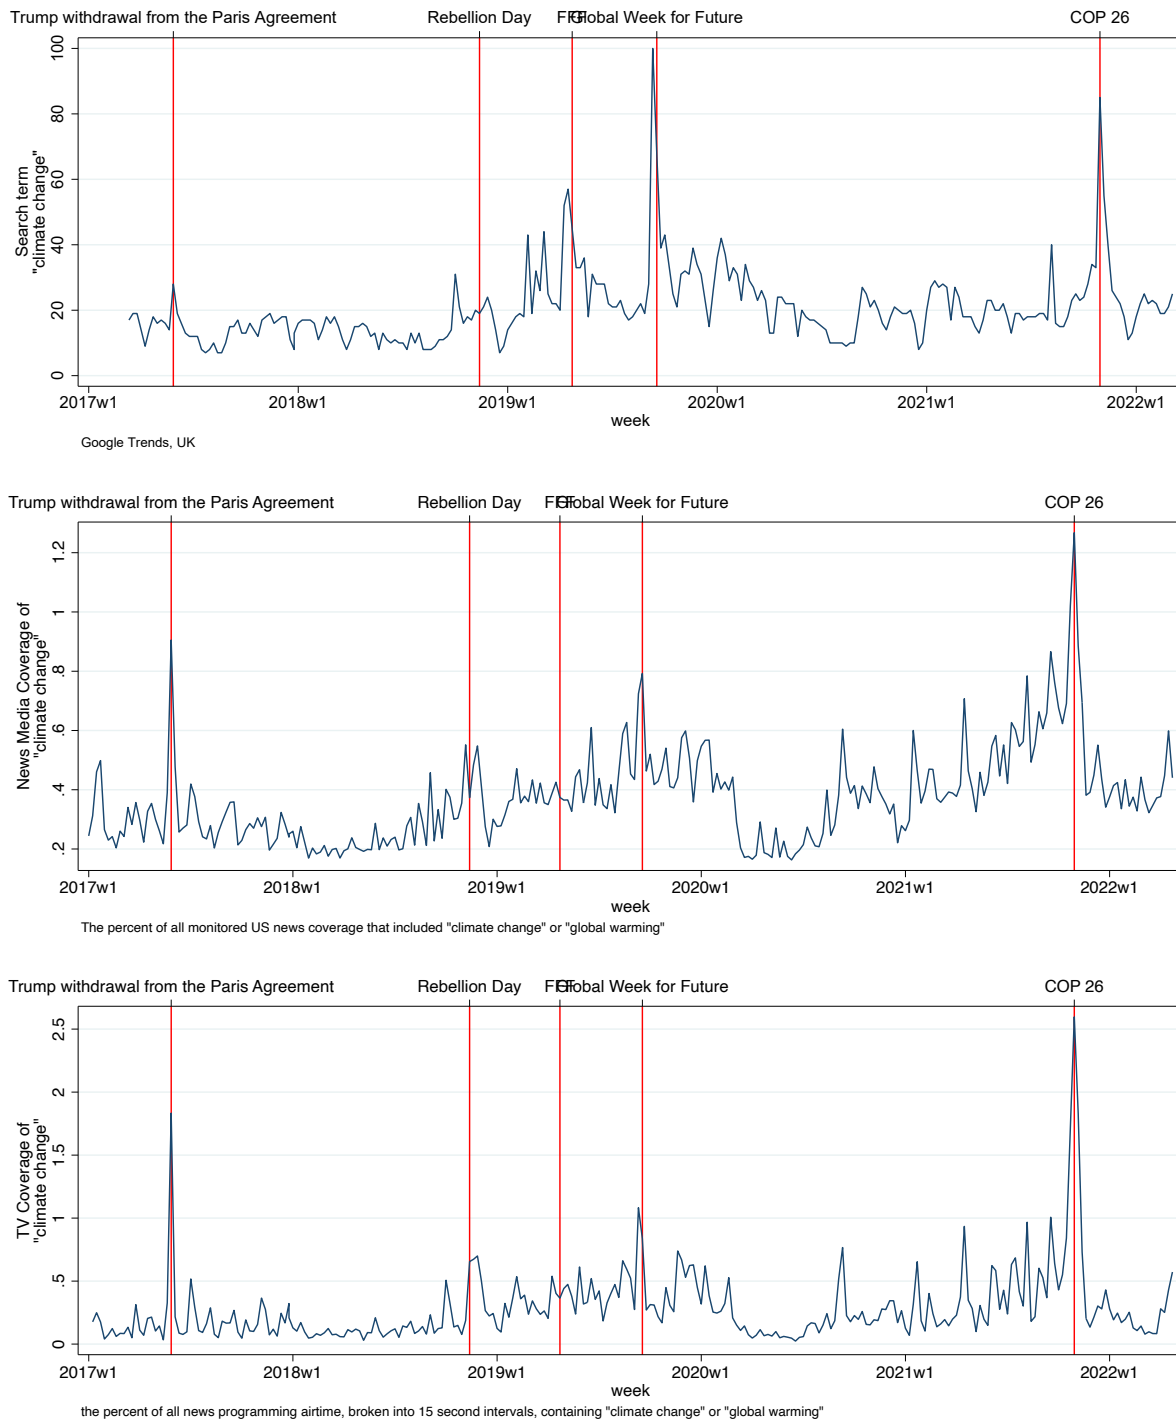 Trump withdrawal from the Paris Agreement Rebellion Day FFF Global Week for Future COP 26
100
80
60
40
20
0
Search term
"climate change"
2017w1 2018w1 2019w1 2020w1 2021w1 2022w1
week
Google Trends, UK
Trump withdrawal from the Paris Agreement Rebellion Day FFF Global Week for Future COP 26
1.2
1
.8
.6
.4
.2
News Media Coverage of
"climate change"
2017w1 2018w1 2019w1 2020w1 2021w1 2022w1
week
The percent of all monitored US news coverage that included "climate change" or "global warming"
Trump withdrawal from the Paris Agreement Rebellion Day FFF Global Week for Future COP 26
2.5
2
1.5
1
.5
0
TV Coverage of
"climate change"
2017w1 2018w1 2019w1 2020w1 2021w1 2022w1
week
the percent of all news programming airtime, broken into 15 second intervals, containing "climate change" or "global warming"